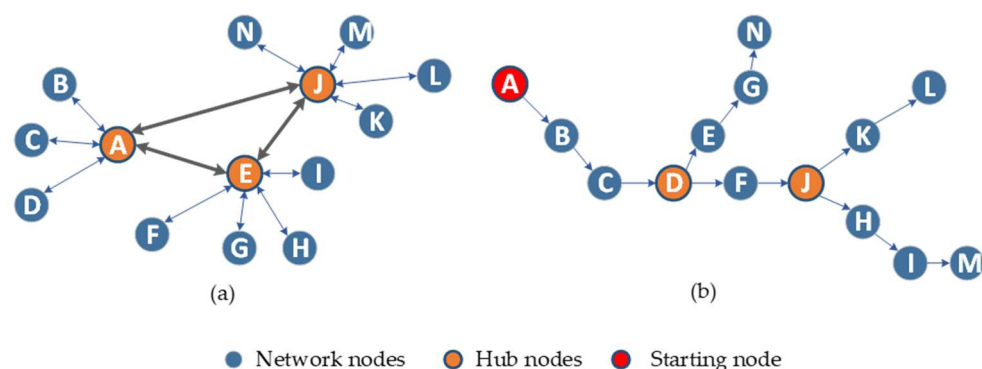 N
M
B
J
L
C
A
K
E
I
D
F
G
H
(a)
N
A
G
L
B
E
K
C
D
F
J
H
I
M
(b)
Network nodes
Hub nodes
Starting node